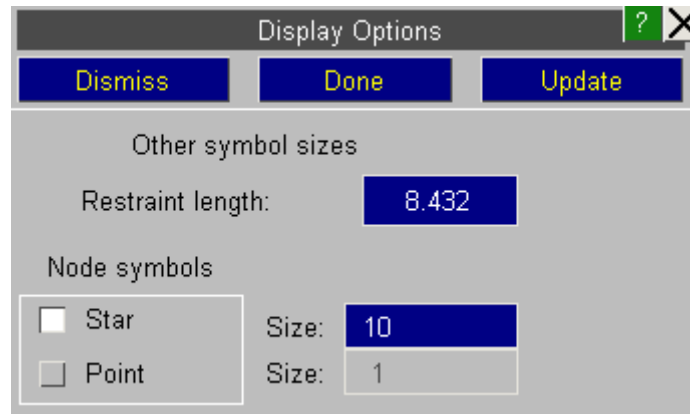 Display Options ?
Dismiss Done Update
Other symbol sizes
Restraint length: 8.432
Node symbols
Star Size: 10
Point Size: 1